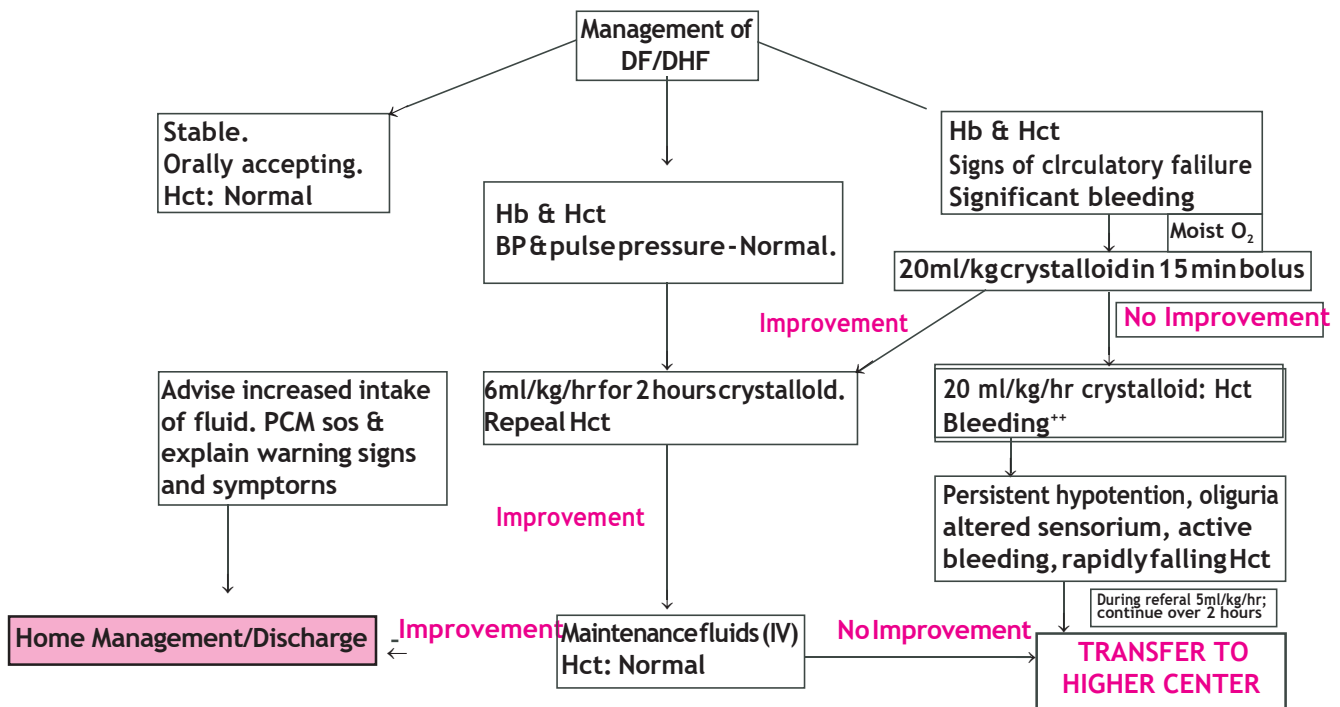 Management of
DF/DHF
Stable.
Orally accepting.
Hct: Normal
Hb & Hct
BP & pulse pressure - Normal.
Hb & Hct
Signs of clrculatory falilure
Significant bleeding
Moist O₂
20ml/kg crystalloid in 15 min bolus
Improvement
No Improvement
Advise increased intake
of fluid. PCM sos &
explain warning signs
and symptorns
6ml/kg/hr for 2 hours crystallold.
Repeal Hct
20 ml/kg/hr crystalloid: Hct
Bleeding⁺⁺
Improvement
Persistent hypotention, oliguria
altered sensorium, active
bleeding, rapidly falling Hct
During referal 5ml/kg/hr;
continue over 2 hours
Home Management/Discharge
Improvement
Maintenance fluids (IV)
Hct: Normal
No Improvement
TRANSFER TO
HIGHER CENTER